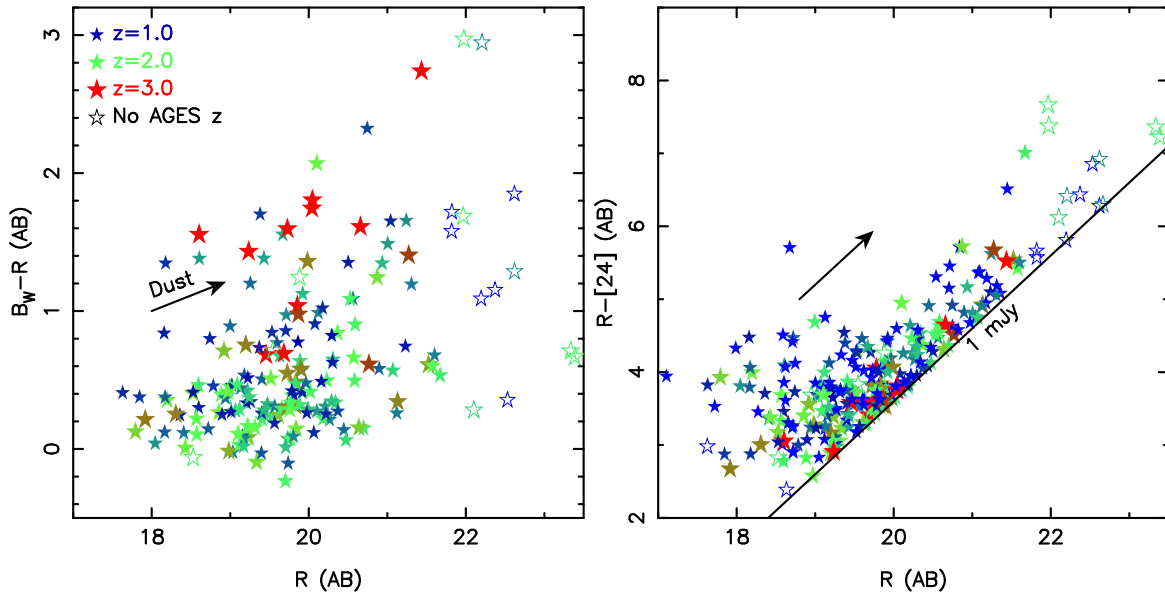 3
2
1
0
B_W−R (AB)
z=1.0
z=2.0
z=3.0
No AGES z
Dust
18
20
22
R (AB)
8
6
4
2
R−[24] (AB)
1 mJy
18
20
22
R (AB)